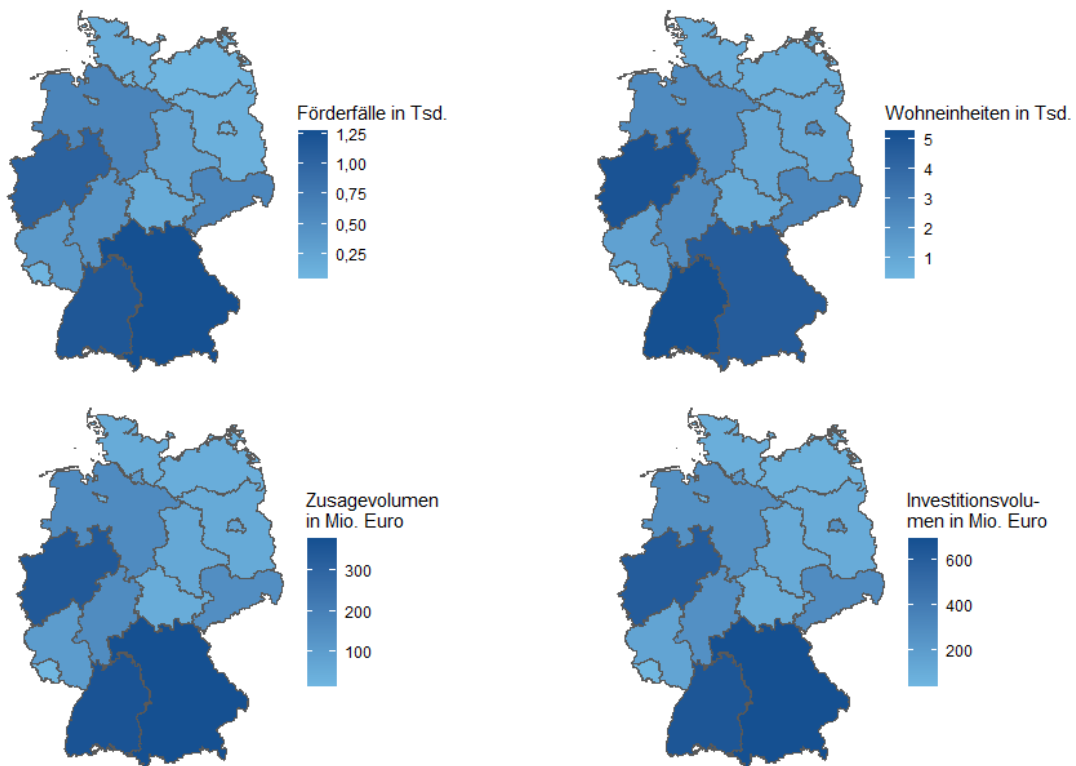 Förderfälle in Tsd.
1,25
1,00
0,75
0,50
0,25
Wohneinheiten in Tsd.
5
4
3
2
1
Zusagevolumen
in Mio. Euro
300
200
100
Investitionsvolu-
men in Mio. Euro
600
400
200